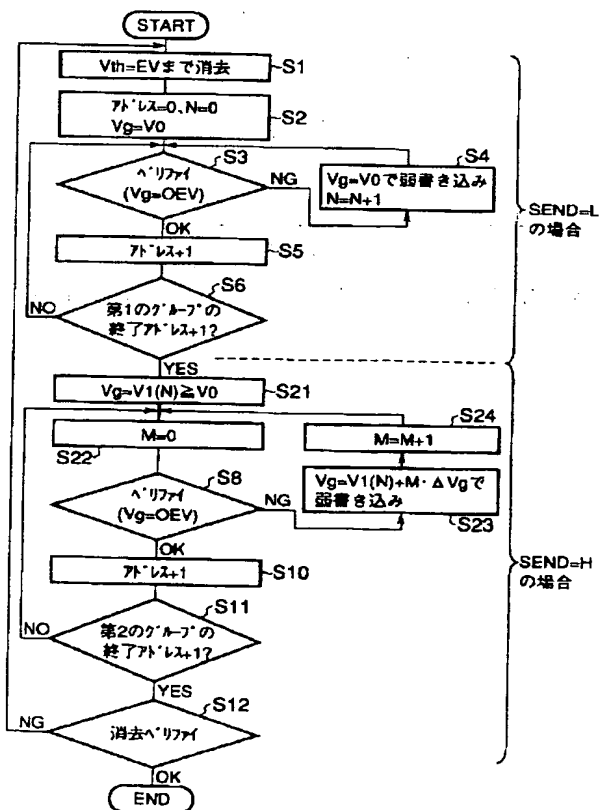 START
Vth=EVまで消去
S1
アドレス=0、N=0
Vg=V0
S2
S3
ベリファイ
(Vg=OEV)
NG
S4
Vg=V0で弱書き込み
N=N+1
OK
アドレス+1
S5
S6
第1のグループの
終了アドレス+1?
NO
YES
SEND=L
の場合
Vg=V1(N)≧V0
S21
M=0
S22
S24
M=M+1
S8
ベリファイ
(Vg=OEV)
NG
Vg=V1(N)+M・ΔVgで
弱書き込み
S23
OK
アドレス+1
S10
S11
第2のグループの
終了アドレス+1?
NO
YES
SEND=H
の場合
S12
消去ベリファイ
NG
OK
END